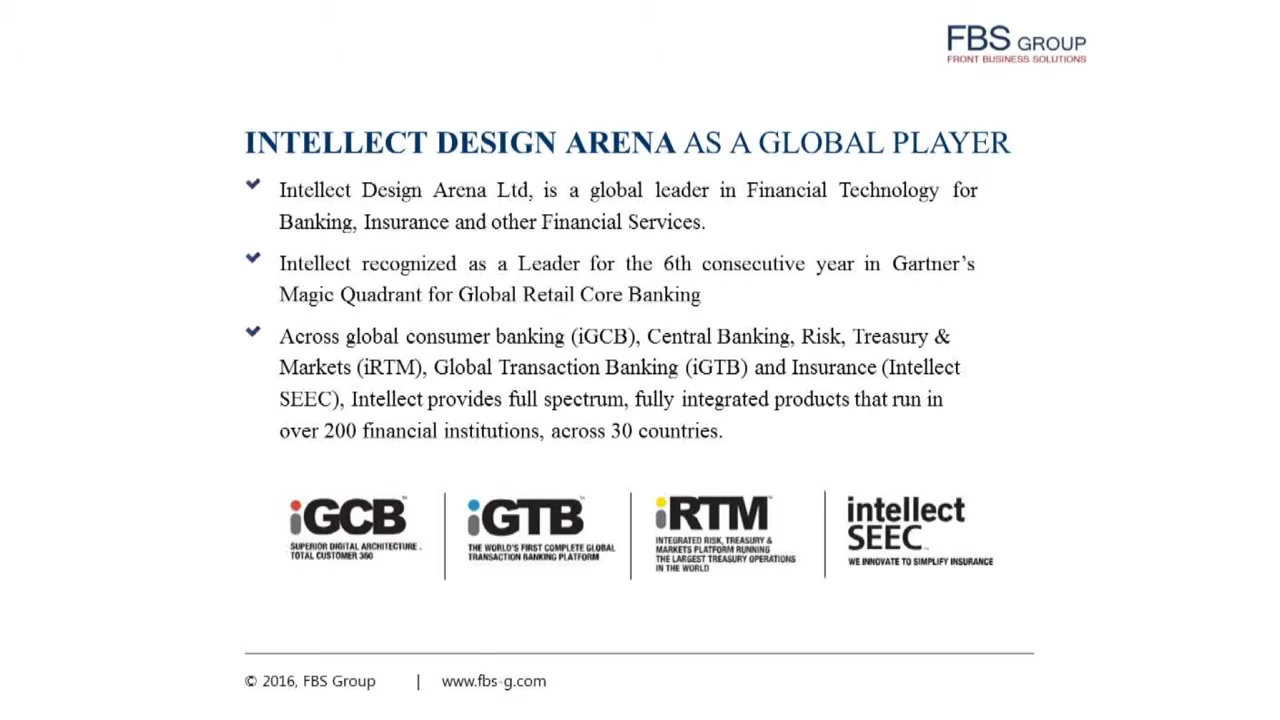 FBS GROUP
FRONT BUSINESS SOLUTIONS
INTELLECT DESIGN ARENA AS A GLOBAL PLAYER
Intellect Design Arena Ltd, is a global leader in Financial Technology for
Banking, Insurance and other Financial Services.
Intellect recognized as a Leader for the 6th consecutive year in Gartner’s
Magic Quadrant for Global Retail Core Banking
Across global consumer banking (iGCB), Central Banking, Risk, Treasury &
Markets (iRTM), Global Transaction Banking (iGTB) and Insurance (Intellect
SEEC), Intellect provides full spectrum, fully integrated products that run in
over 200 financial institutions, across 30 countries.
iGCB™
SUPERIOR DIGITAL ARCHITECTURE.
TOTAL CUSTOMER 360
iGTB™
THE WORLD'S FIRST COMPLETE GLOBAL
TRANSACTION BANKING PLATFORM
iRTM™
INTEGRATED RISK, TREASURY &
MARKETS PLATFORM RUNNING
THE LARGEST TREASURY OPERATIONS
IN THE WORLD
intellect
SEEC™
WE INNOVATE TO SIMPLIFY INSURANCE
© 2016, FBS Group | www.fbs-g.com